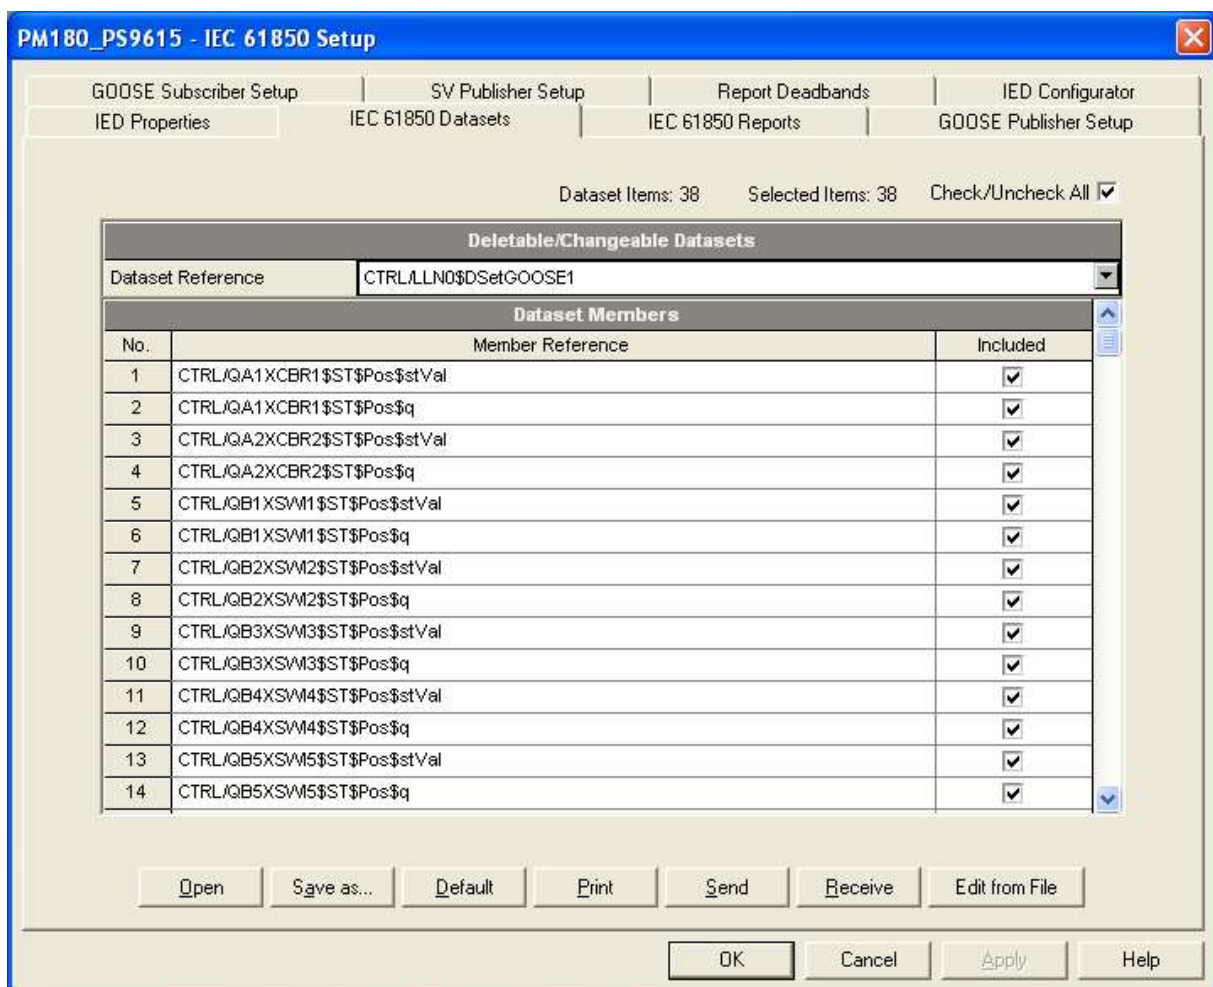 PM180_PS9615 - IEC 61850 Setup
GOOSE Subscriber Setup SV Publisher Setup Report Deadbands IED Configurator
IED Properties IEC 61850 Datasets IEC 61850 Reports GOOSE Publisher Setup
Dataset Items: 38 Selected Items: 38 Check/Uncheck All
Deletable/Changeable Datasets
Dataset Reference CTRL/LLN0$DSetGOOSE1
Dataset Members
No. Member Reference Included
1 CTRL/QA1XCBR1$ST$Pos$stVal
2 CTRL/QA1XCBR1$ST$Pos$q
3 CTRL/QA2XCBR2$ST$Pos$stVal
4 CTRL/QA2XCBR2$ST$Pos$q
5 CTRL/QB1XSWI1$ST$Pos$stVal
6 CTRL/QB1XSWI1$ST$Pos$q
7 CTRL/QB2XSWI2$ST$Pos$stVal
8 CTRL/QB2XSWI2$ST$Pos$q
9 CTRL/QB3XSWI3$ST$Pos$stVal
10 CTRL/QB3XSWI3$ST$Pos$q
11 CTRL/QB4XSWI4$ST$Pos$stVal
12 CTRL/QB4XSWI4$ST$Pos$q
13 CTRL/QB5XSWI5$ST$Pos$stVal
14 CTRL/QB5XSWI5$ST$Pos$q
Open Save as... Default Print Send Receive Edit from File
OK Cancel Apply Help